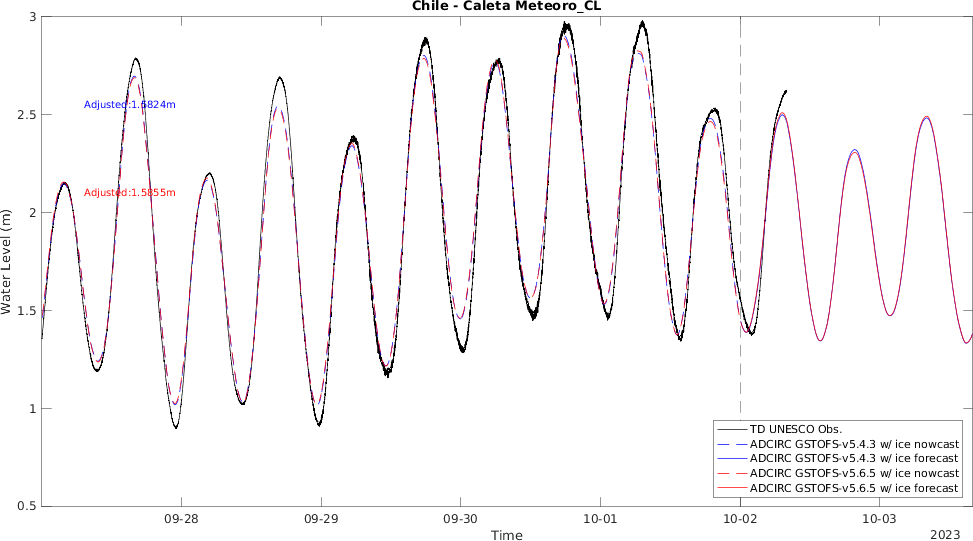 Chile - Caleta Meteoro_CL
3
2.5
2
1.5
1
0.5
Water Level (m)
Adjusted:1.5824m
Adjusted:1.5855m
TD UNESCO Obs.
ADCIRC GSTOFS-v5.4.3 w/ ice nowcast
ADCIRC GSTOFS-v5.4.3 w/ ice forecast
ADCIRC GSTOFS-v5.6.5 w/ ice nowcast
ADCIRC GSTOFS-v5.6.5 w/ ice forecast
09-28
09-29
09-30
10-01
10-02
10-03
Time
2023